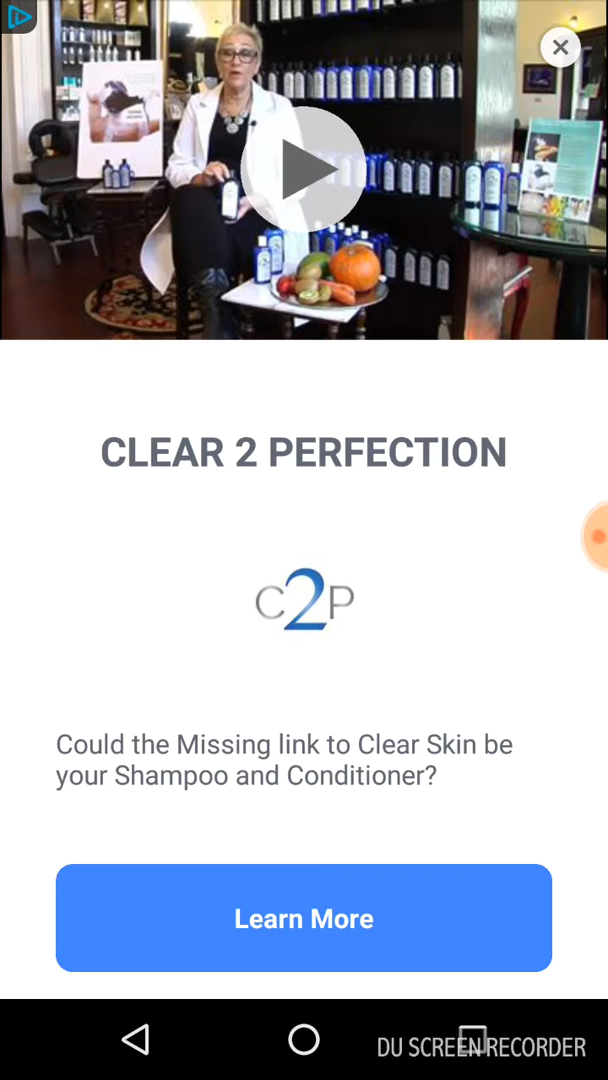 CLEAR 2 PERFECTION
C2P
Could the Missing link to Clear Skin be
your Shampoo and Conditioner?
Learn More
DU SCREEN RECORDER